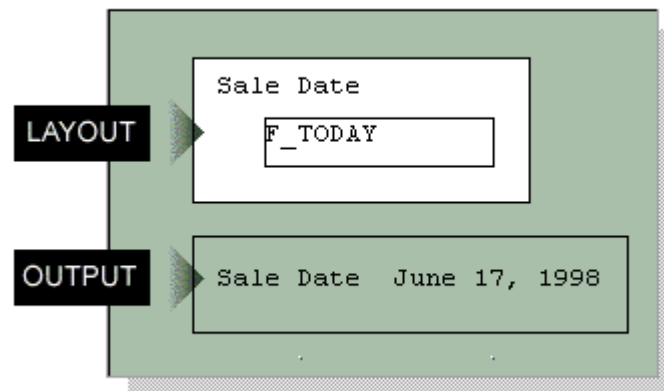 Sale Date
LAYOUT
F_TODAY
OUTPUT
Sale Date June 17, 1998